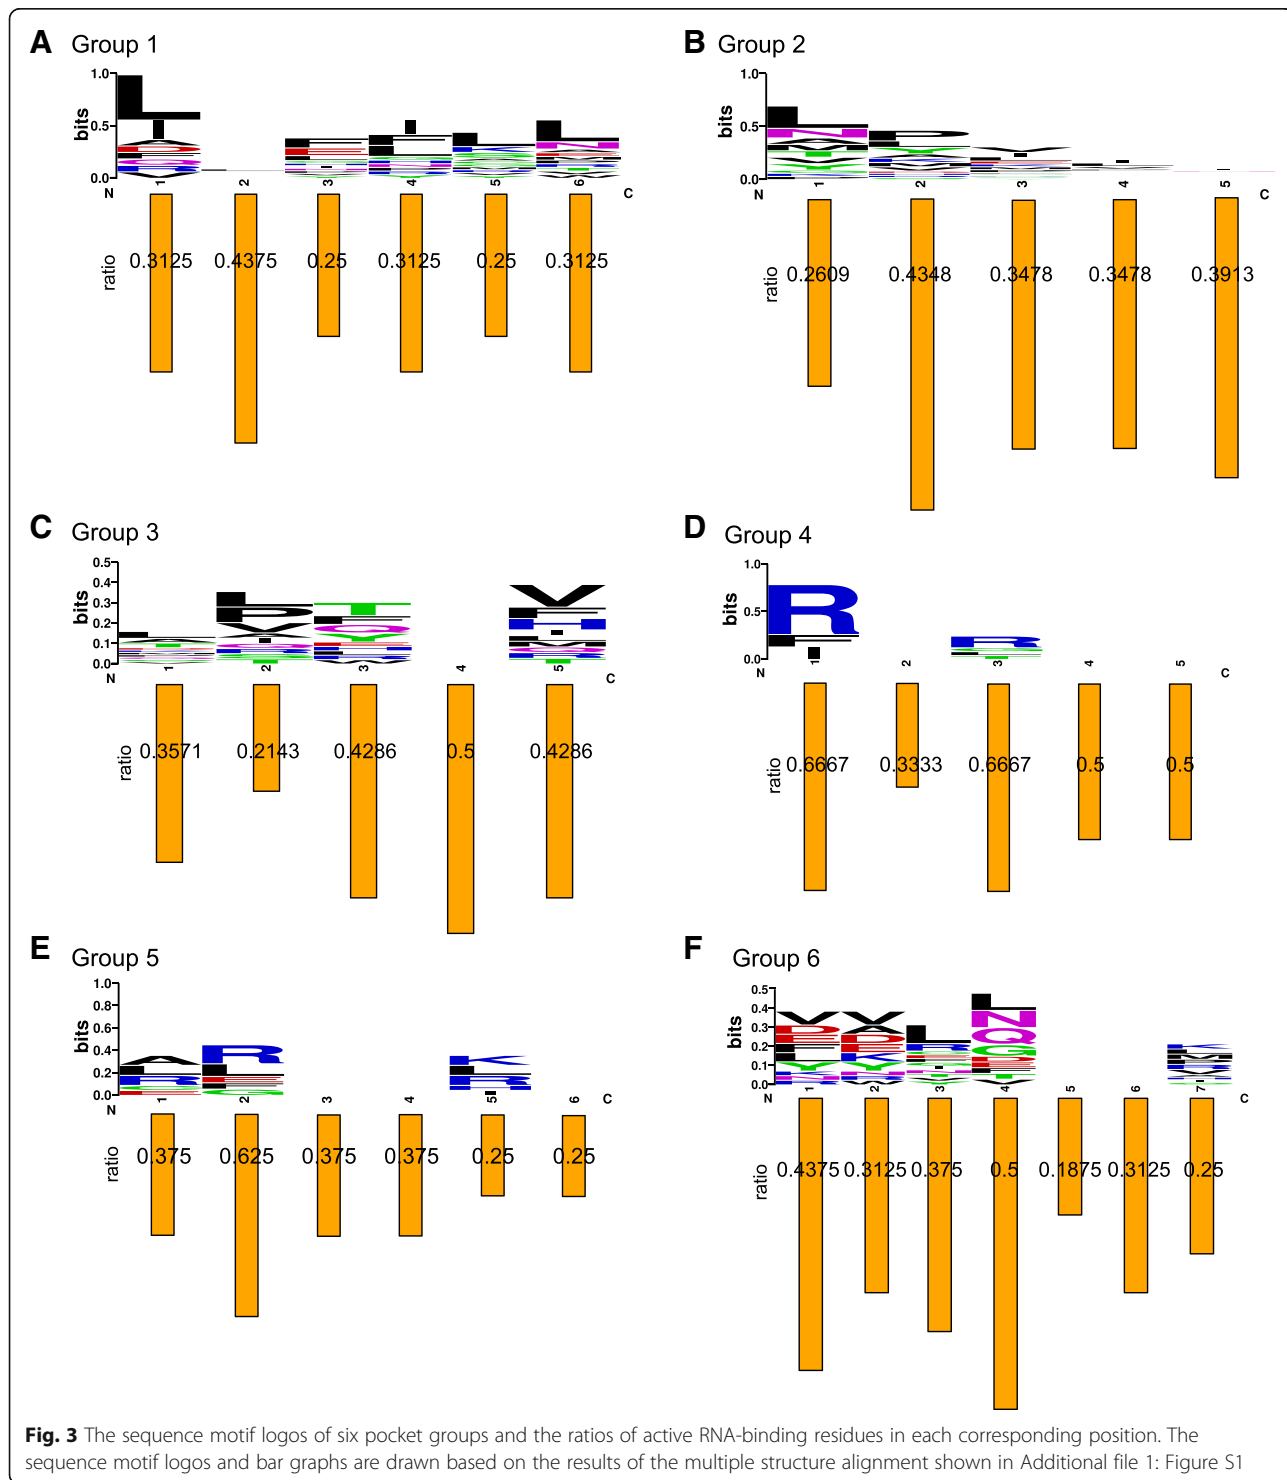 A Group 1
1.0
0.5
0.0
bits
N
1 2 3 4 5 6
C
ratio
0.3125 0.4375 0.25 0.3125 0.25 0.3125
B Group 2
1.0
0.5
0.0
bits
N
1 2 3 4 5
C
ratio
0.2609 0.4348 0.3478 0.3478 0.3913
C Group 3
0.5
0.4
0.3
0.2
0.1
0.0
bits
N
1 2 3 4 5
C
ratio
0.3571 0.2143 0.4286 0.5 0.4286
D Group 4
1.0
0.5
0.0
bits
R
R
N
1 2 3 4 5
C
ratio
0.6667 0.3333 0.6667 0.5 0.5
E Group 5
1.0
0.8
0.6
0.4
0.2
0.0
bits
N
1 2 3 4 5 6
C
ratio
0.375 0.625 0.375 0.375 0.25 0.25
F Group 6
0.5
0.4
0.3
0.2
0.1
0.0
bits
N
1 2 3 4 5 6 7
C
ratio
0.4375 0.3125 0.375 0.5 0.1875 0.3125 0.25
Fig. 3 The sequence motif logos of six pocket groups and the ratios of active RNA-binding residues in each corresponding position. The
sequence motif logos and bar graphs are drawn based on the results of the multiple structure alignment shown in Additional file 1: Figure S1